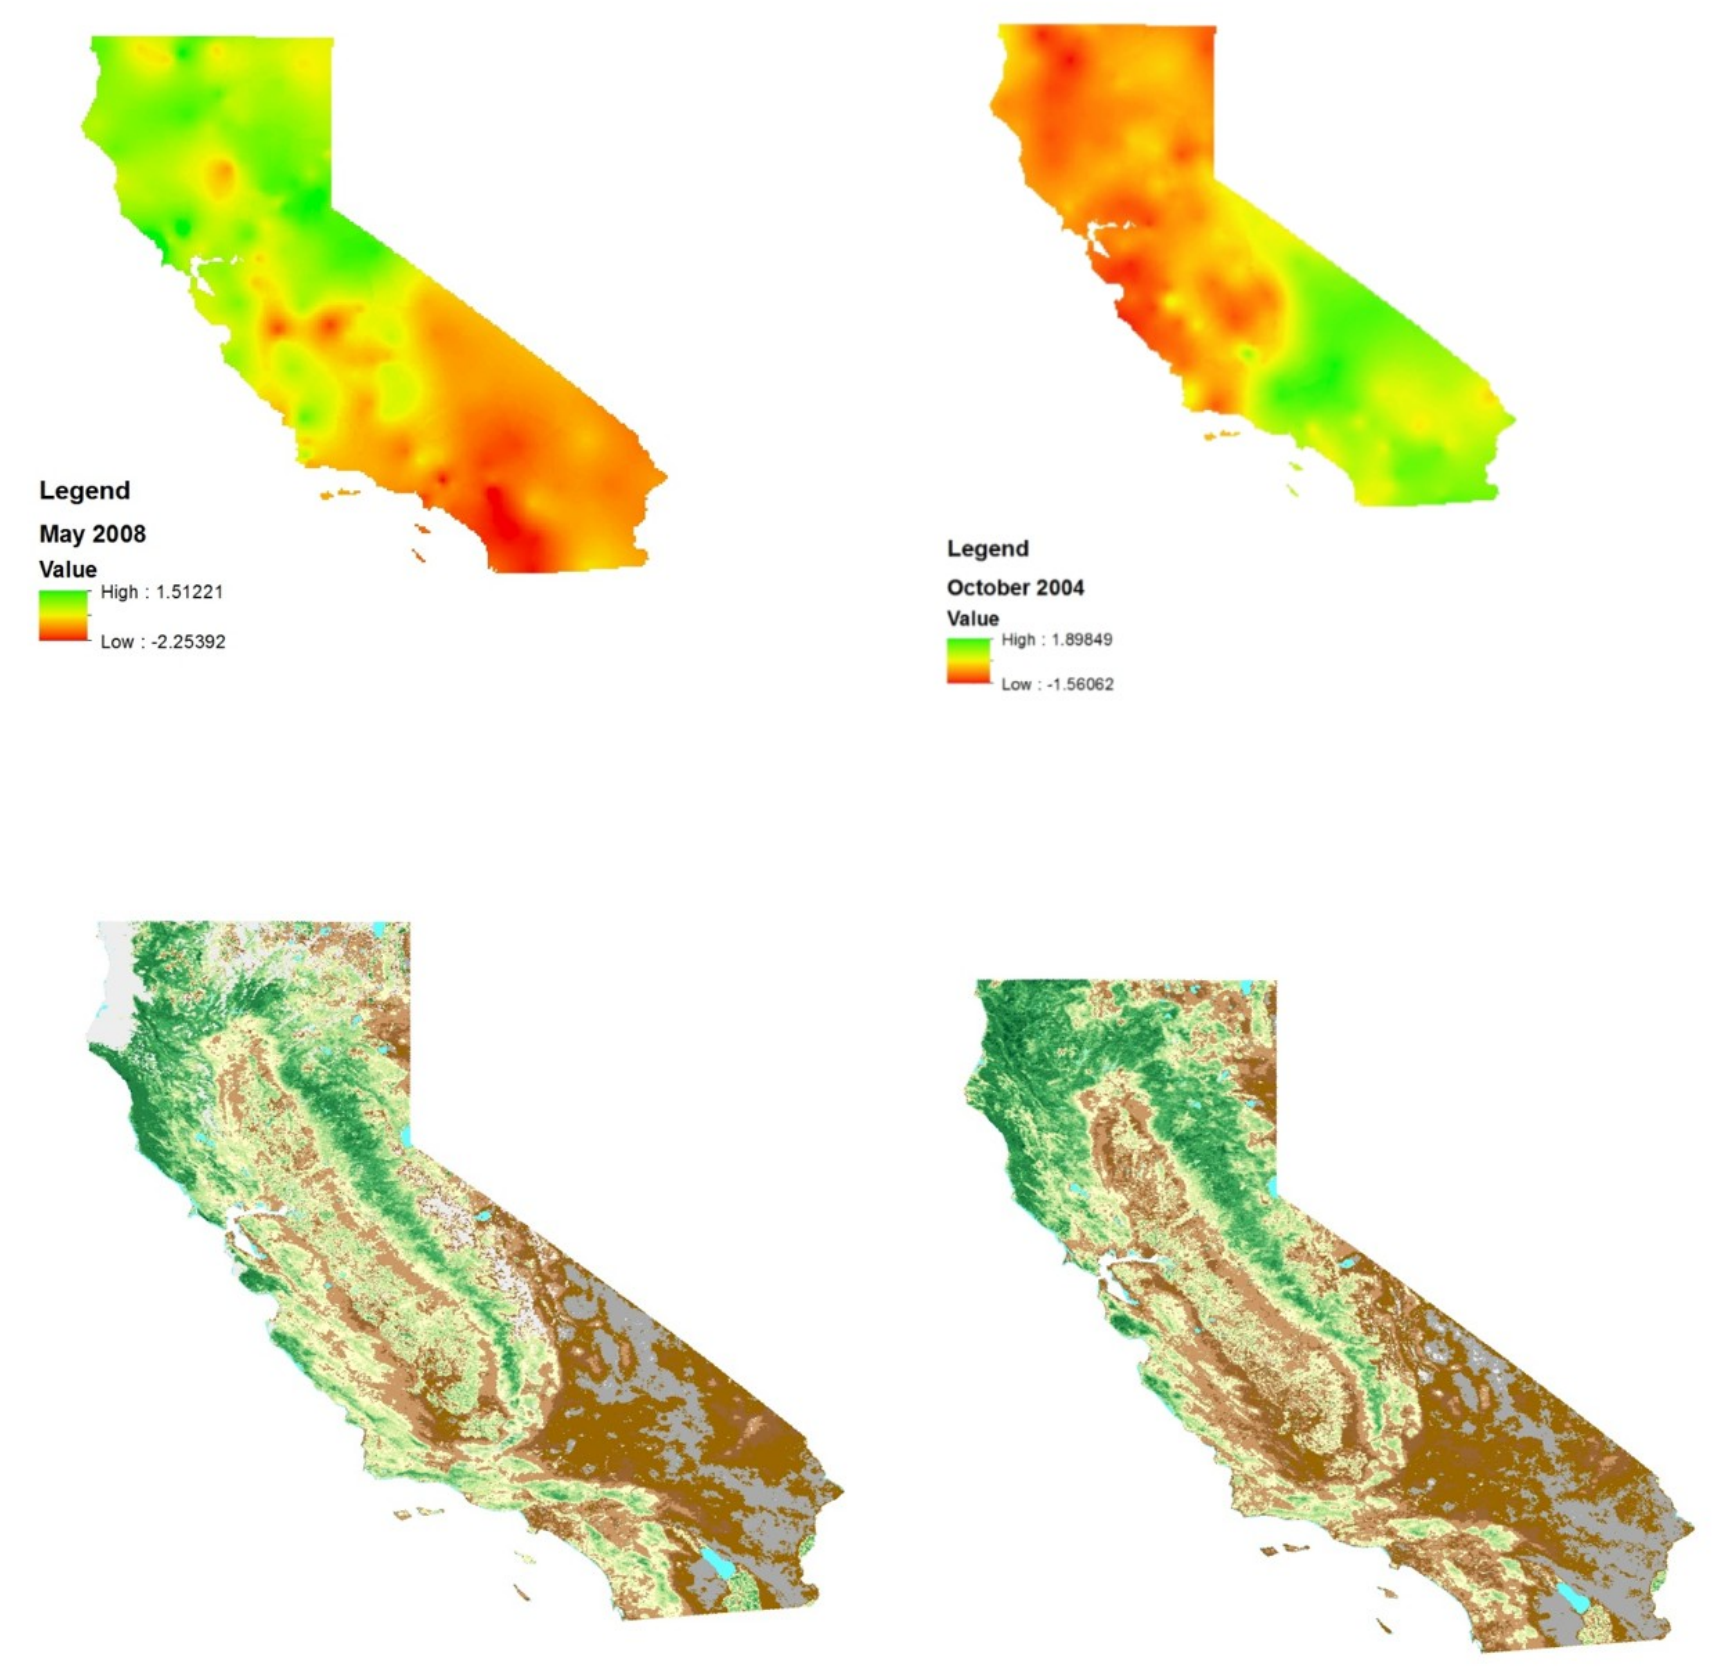 Legend
May 2008
Value
High : 1.51221
Low : -2.25392
Legend
October 2004
Value
High : 1.89849
Low : -1.56062